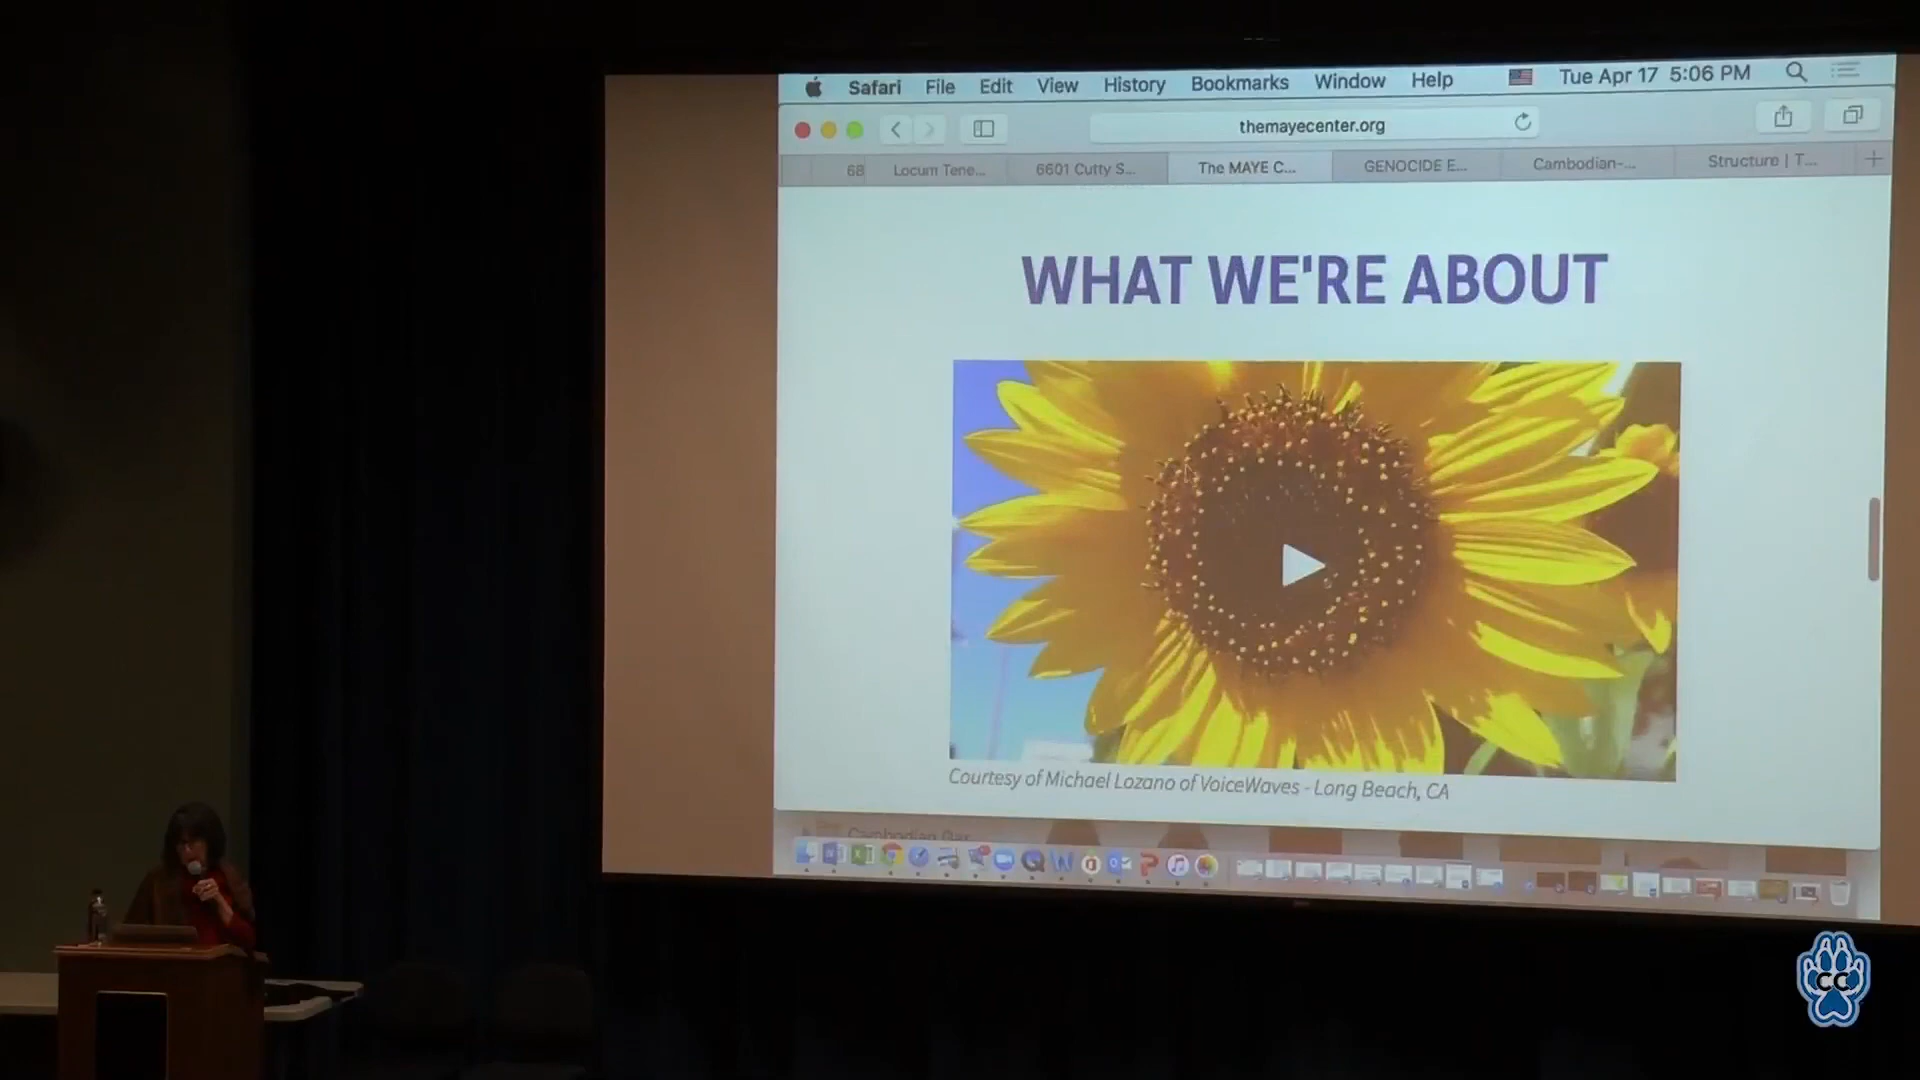 Safari File Edit View History Bookmarks Window Help Tue Apr 17 5:06 PM
themayecenter.org
68 Locum Tene... 6601 Cutty S... The MAYE C... GENOCIDE E... Cambodian-... Structure | T...
WHAT WE'RE ABOUT
Courtesy of Michael Lozano of VoiceWaves - Long Beach, CA
CC